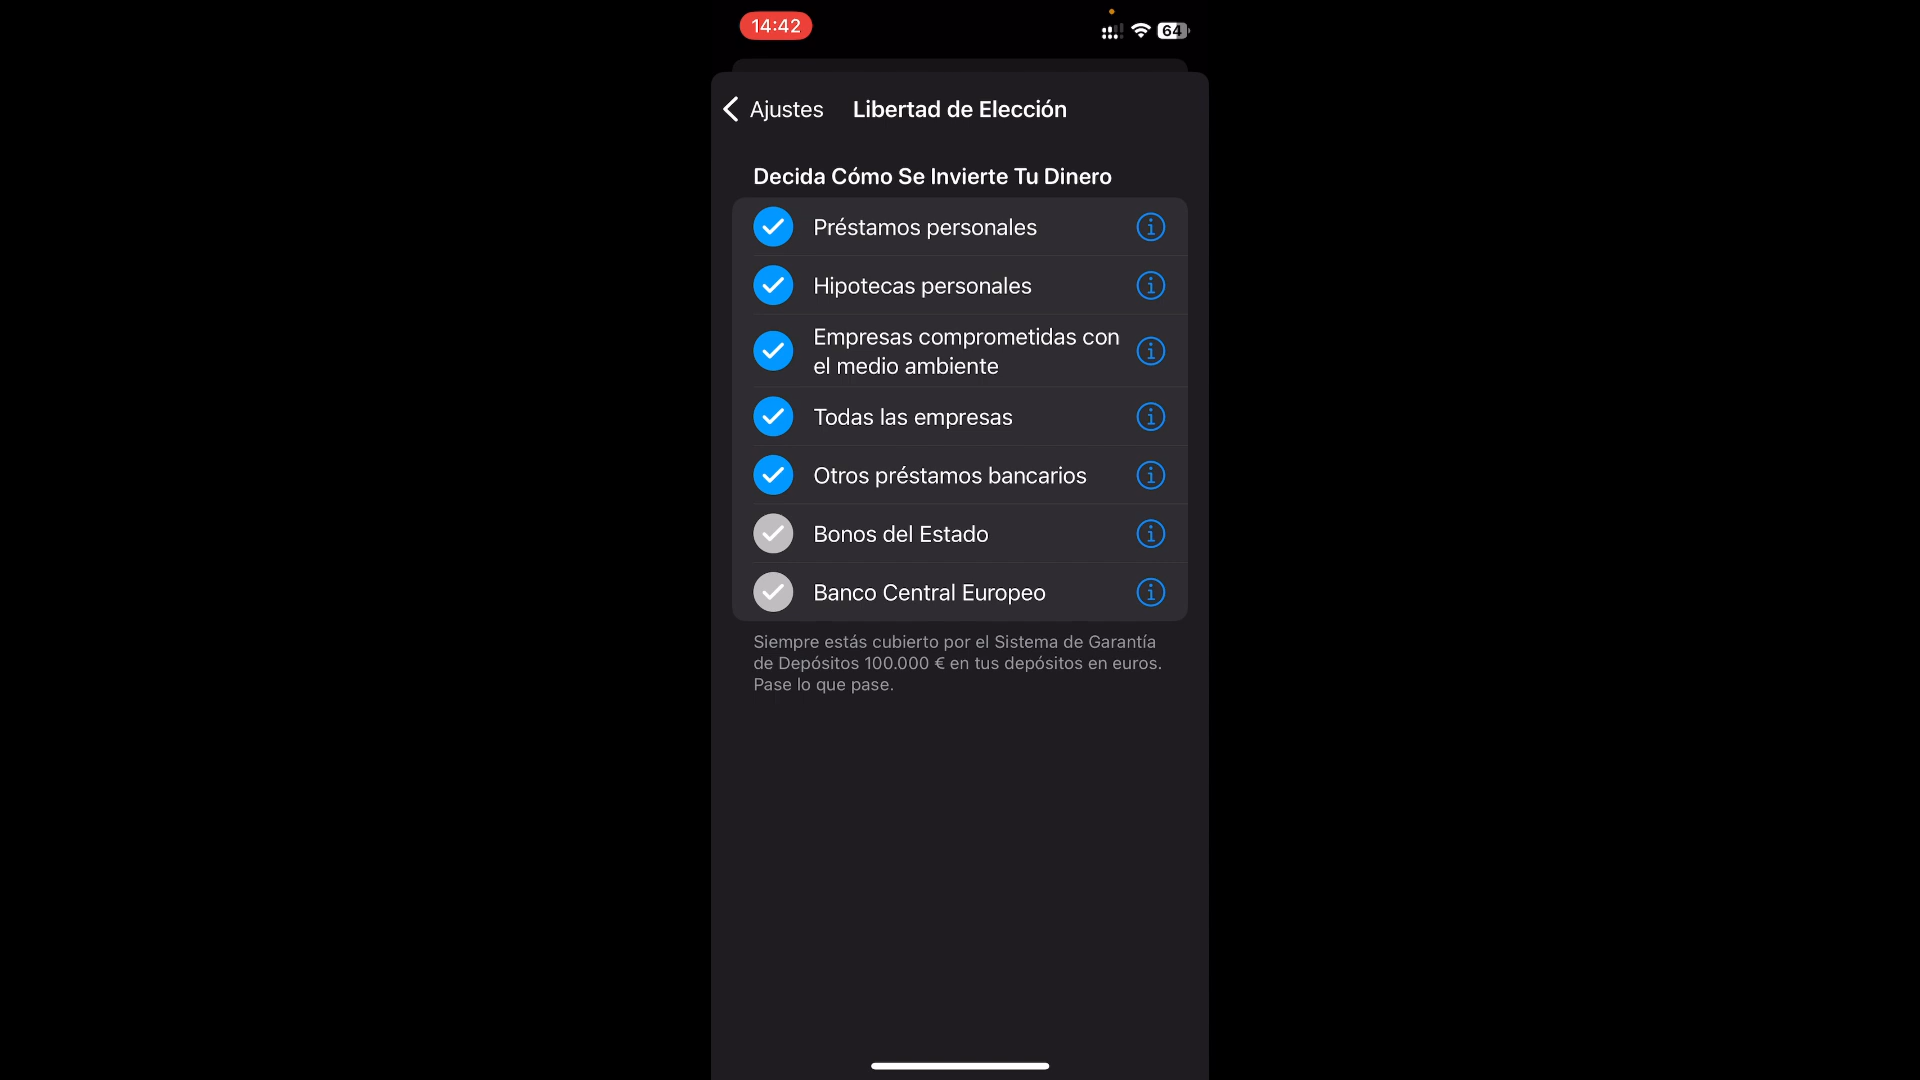 14:42
64
Ajustes
Libertad de Elección
Decida Cómo Se Invierte Tu Dinero
Préstamos personales
Hipotecas personales
Empresas comprometidas con
el medio ambiente
Todas las empresas
Otros préstamos bancarios
Bonos del Estado
Banco Central Europeo
Siempre estás cubierto por el Sistema de Garantía
de Depósitos 100.000 € en tus depósitos en euros.
Pase lo que pase.